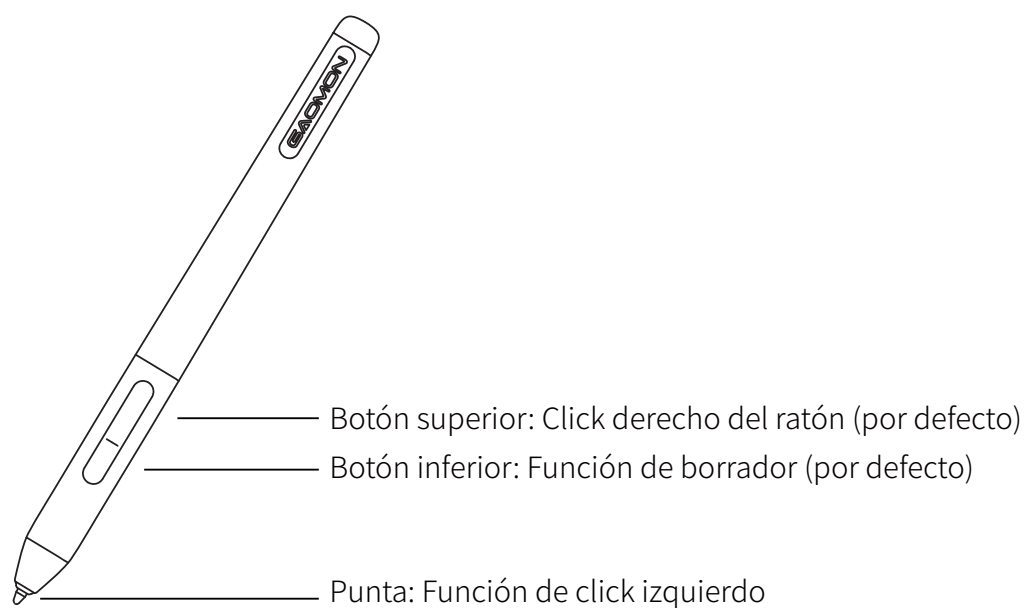 GAOMON
Botón superior: Click derecho del ratón (por defecto)
Botón inferior: Función de borrador (por defecto)
Punta: Función de click izquierdo